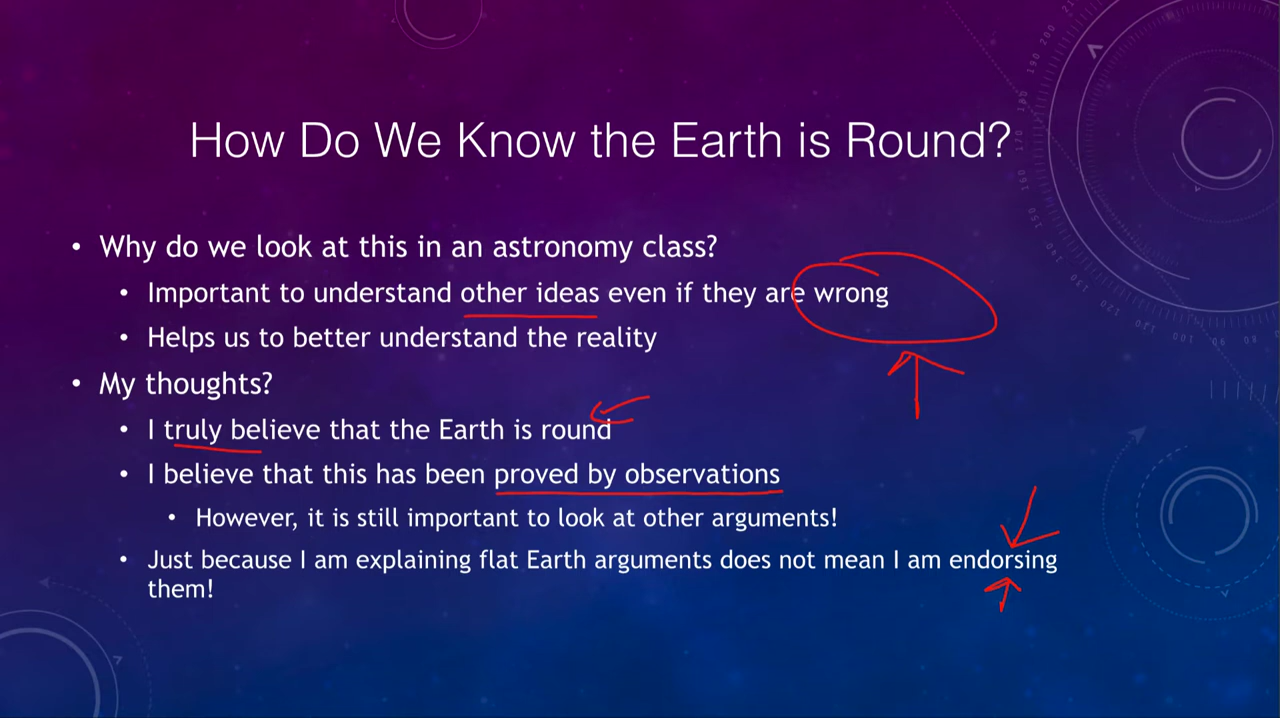 How Do We Know the Earth is Round?
• Why do we look at this in an astronomy class?
• Important to understand other ideas even if they are wrong
• Helps us to better understand the reality
• My thoughts?
• I truly believe that the Earth is round
• I believe that this has been proved by observations
• However, it is still important to look at other arguments!
• Just because I am explaining flat Earth arguments does not mean I am endorsing
them!